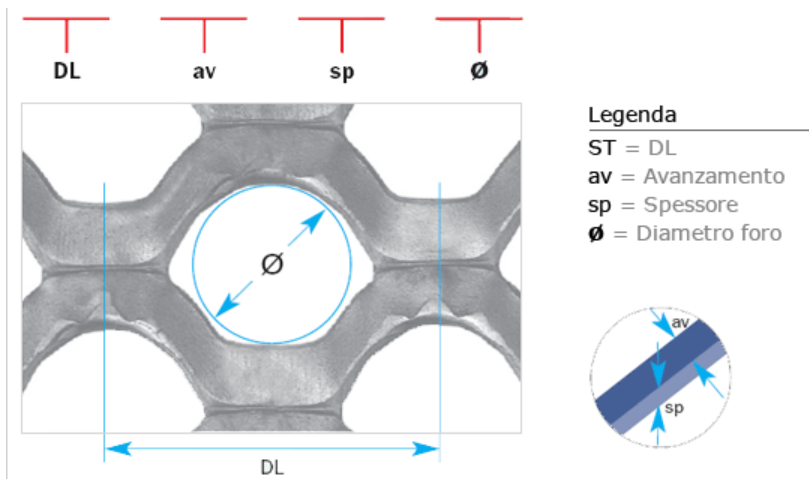 DL av sp Ø
Legenda
ST = DL
av = Avanzamento
sp = Spessore
Ø = Diametro foro
Ø
av
sp
DL